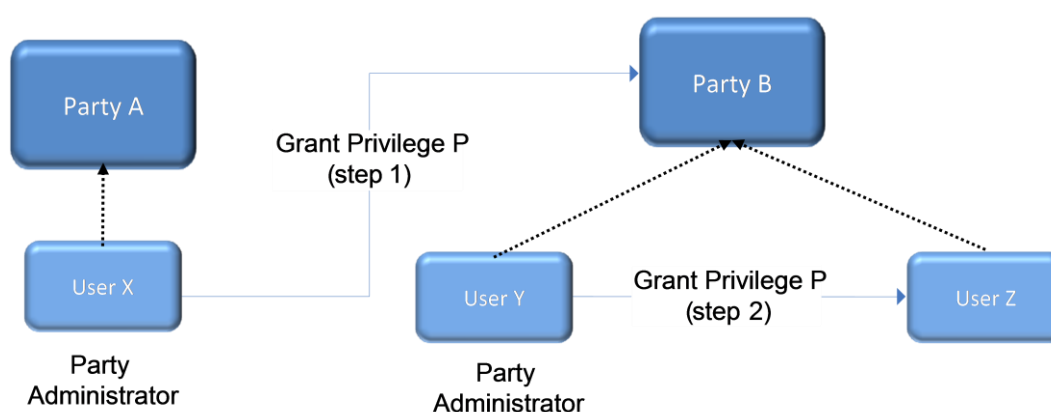 Party A
Party B
Grant Privilege P
(step 1)
User X
User Y
Grant Privilege P
(step 2)
User Z
Party
Administrator
Party
Administrator